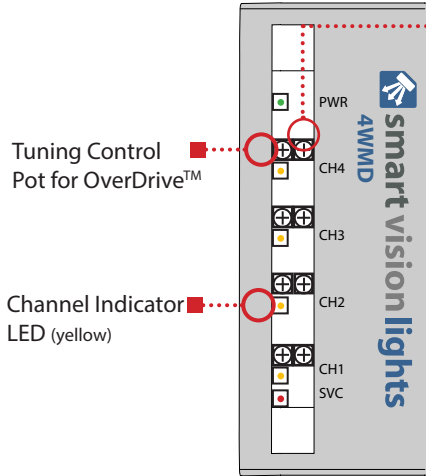 PWR
Tuning Control
Pot for OverDrive™
CH4
CH3
Channel Indicator
LED (yellow)
CH2
CH1
SVC
smart vision lights
4WMD